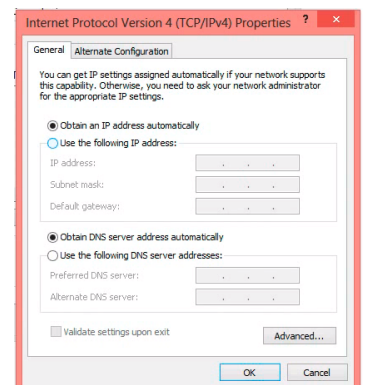 Internet Protocol Version 4 (TCP/IPv4) Properties ? ×
General Alternate Configuration
You can get IP settings assigned automatically if your network supports
this capability. Otherwise, you need to ask your network administrator
for the appropriate IP settings.
Obtain an IP address automatically
Use the following IP address:
IP address:
Subnet mask:
Default gateway:
Obtain DNS server address automatically
Use the following DNS server addresses:
Preferred DNS server:
Alternate DNS server:
Validate settings upon exit
Advanced...
OK Cancel